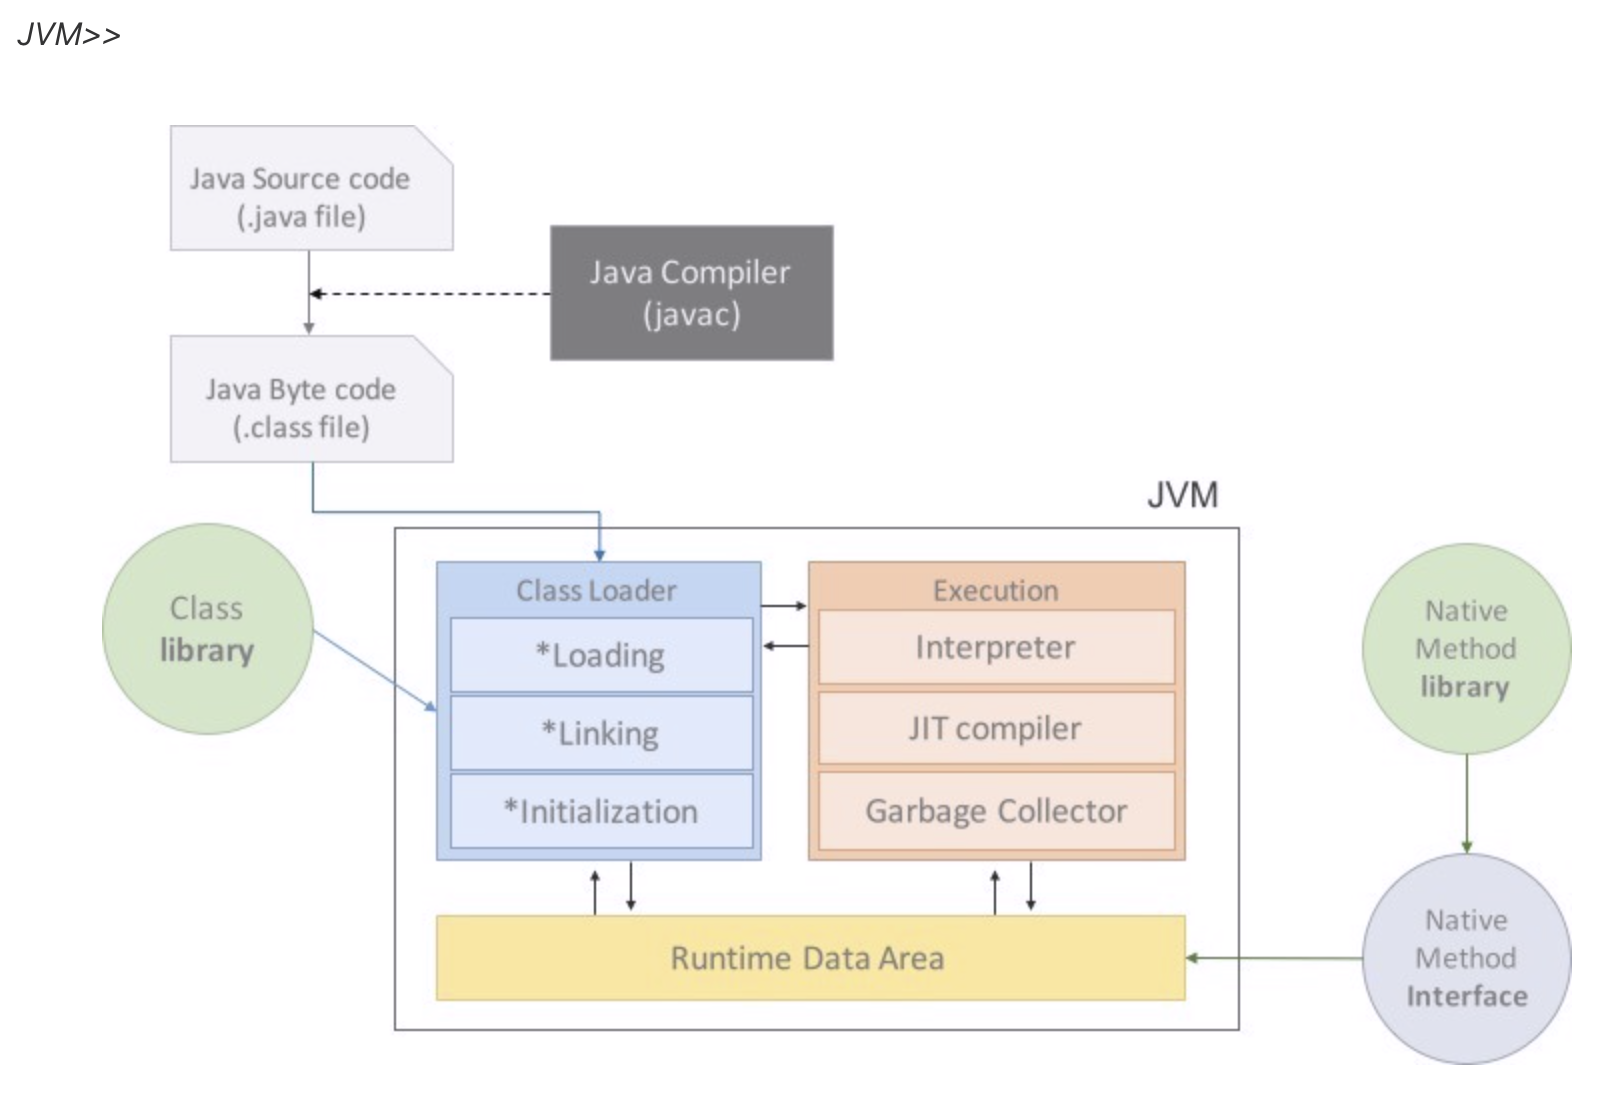 JVM>>
Java Source code
(.java file)
Java Compiler
(javac)
Java Byte code
(.class file)
JVM
Class
library
Class Loader
*Loading
*Linking
*Initialization
Execution
Interpreter
JIT compiler
Garbage Collector
Native
Method
library
Runtime Data Area
Native
Method
Interface